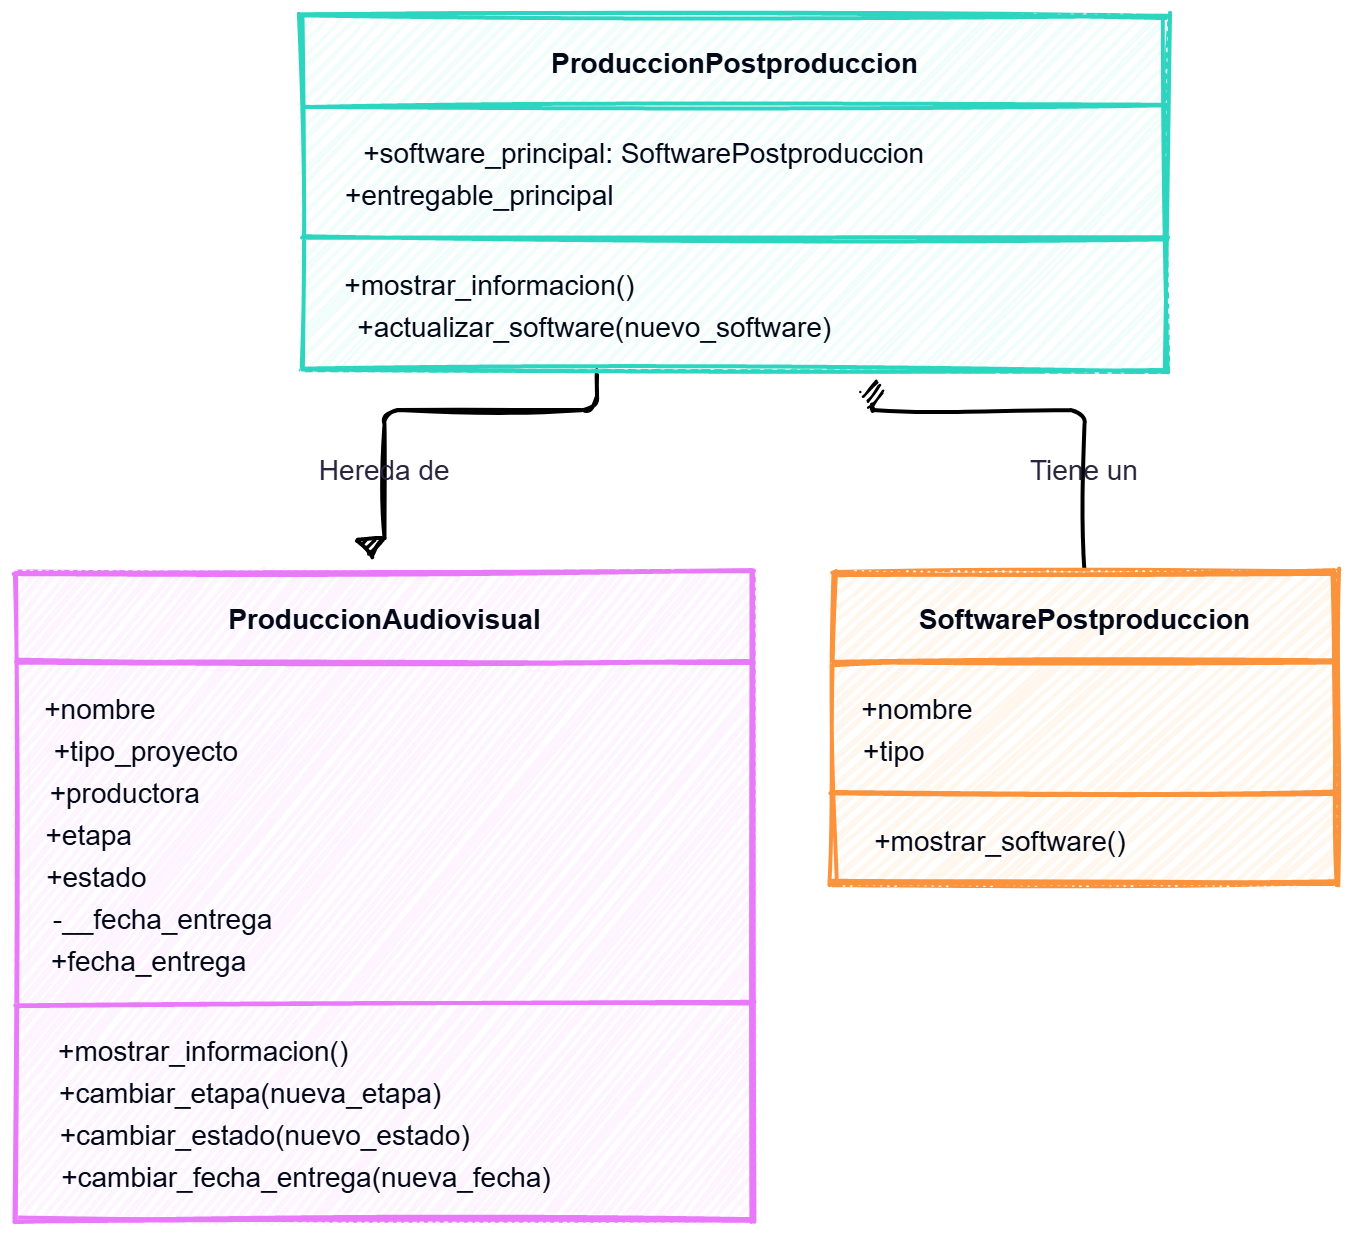 ProduccionPostproduccion
+software_principal: SoftwarePostproduccion
+entregable_principal
+mostrar_informacion()
+actualizar_software(nuevo_software)
Hereda de
Tiene un
ProduccionAudiovisual
+nombre
+tipo_proyecto
+productora
+etapa
+estado
-__fecha_entrega
+fecha_entrega
+mostrar_informacion()
+cambiar_etapa(nueva_etapa)
+cambiar_estado(nuevo_estado)
+cambiar_fecha_entrega(nueva_fecha)
SoftwarePostproduccion
+nombre
+tipo
+mostrar_software()